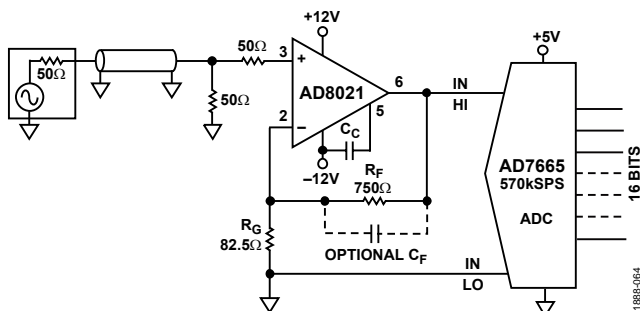 +12V
+5V
50Ω
50Ω
50Ω
50Ω
3
+
AD8021
6
IN
HI
2
–
5
C_C
–12V
R_F
750Ω
AD7665
570kSPS
ADC
16 BITS
R_G
82.5Ω
OPTIONAL C_F
IN
LO
1888-064